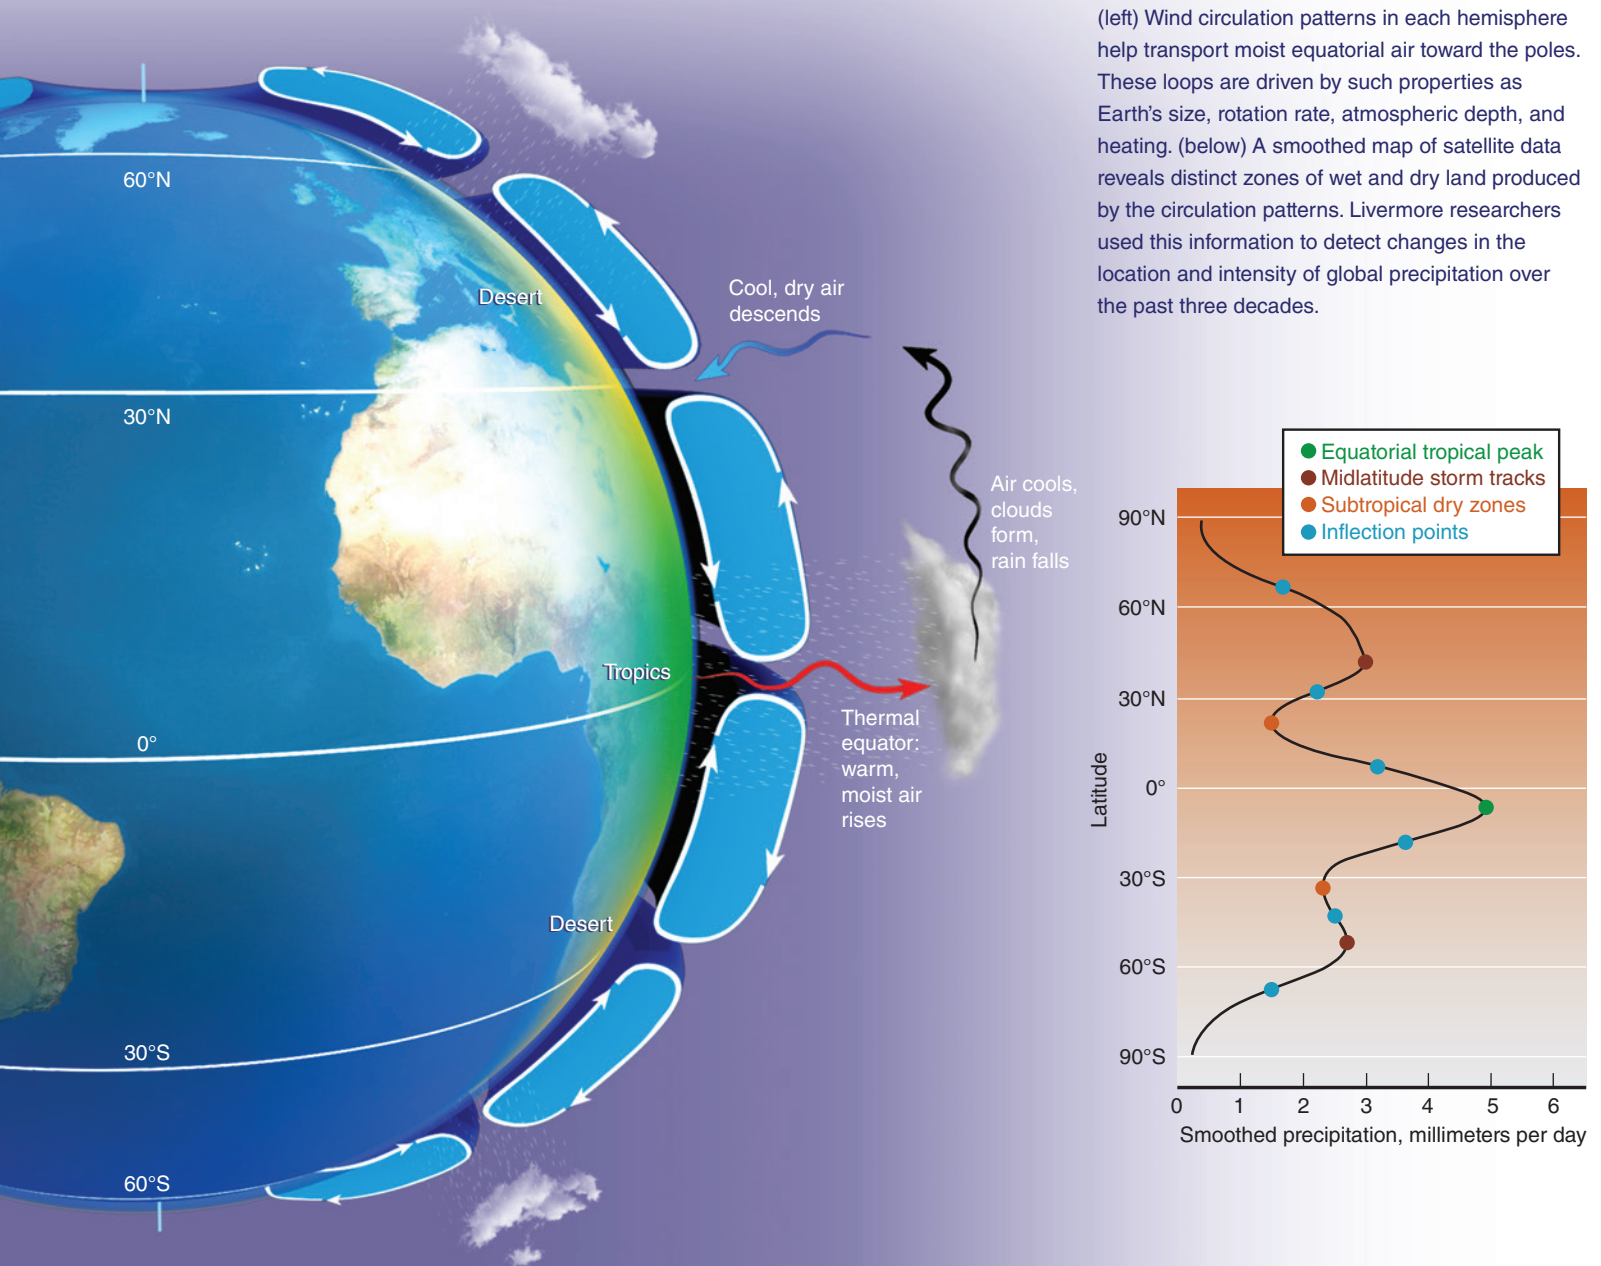 (left) Wind circulation patterns in each hemisphere
help transport moist equatorial air toward the poles.
These loops are driven by such properties as
Earth’s size, rotation rate, atmospheric depth, and
heating. (below) A smoothed map of satellite data
reveals distinct zones of wet and dry land produced
by the circulation patterns. Livermore researchers
used this information to detect changes in the
location and intensity of global precipitation over
the past three decades.
60°N
Desert
Cool, dry air
descends
30°N
Air cools,
clouds
form,
rain falls
Tropics
Thermal
equator:
warm,
moist air
rises
0°
Desert
30°S
60°S
Equatorial tropical peak
Midlatitude storm tracks
Subtropical dry zones
Inflection points
90°N
60°N
30°N
0°
30°S
60°S
90°S
Latitude
0 1 2 3 4 5 6
Smoothed precipitation, millimeters per day